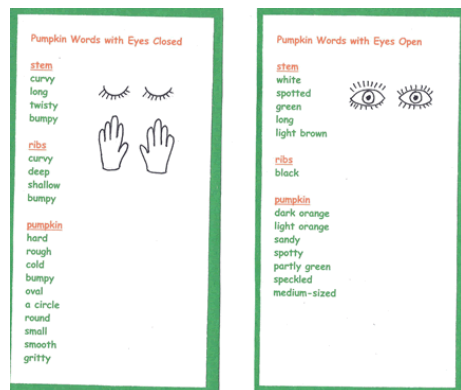 Pumpkin Words with Eyes Closed
stem
curvy
long
twisty
bumpy
ribs
curvy
deep
shallow
bumpy
pumpkin
hard
rough
cold
bumpy
oval
a circle
round
small
smooth
gritty
Pumpkin Words with Eyes Open
stem
white
spotted
green
long
light brown
ribs
black
pumpkin
dark orange
light orange
sandy
spotty
partly green
speckled
medium-sized